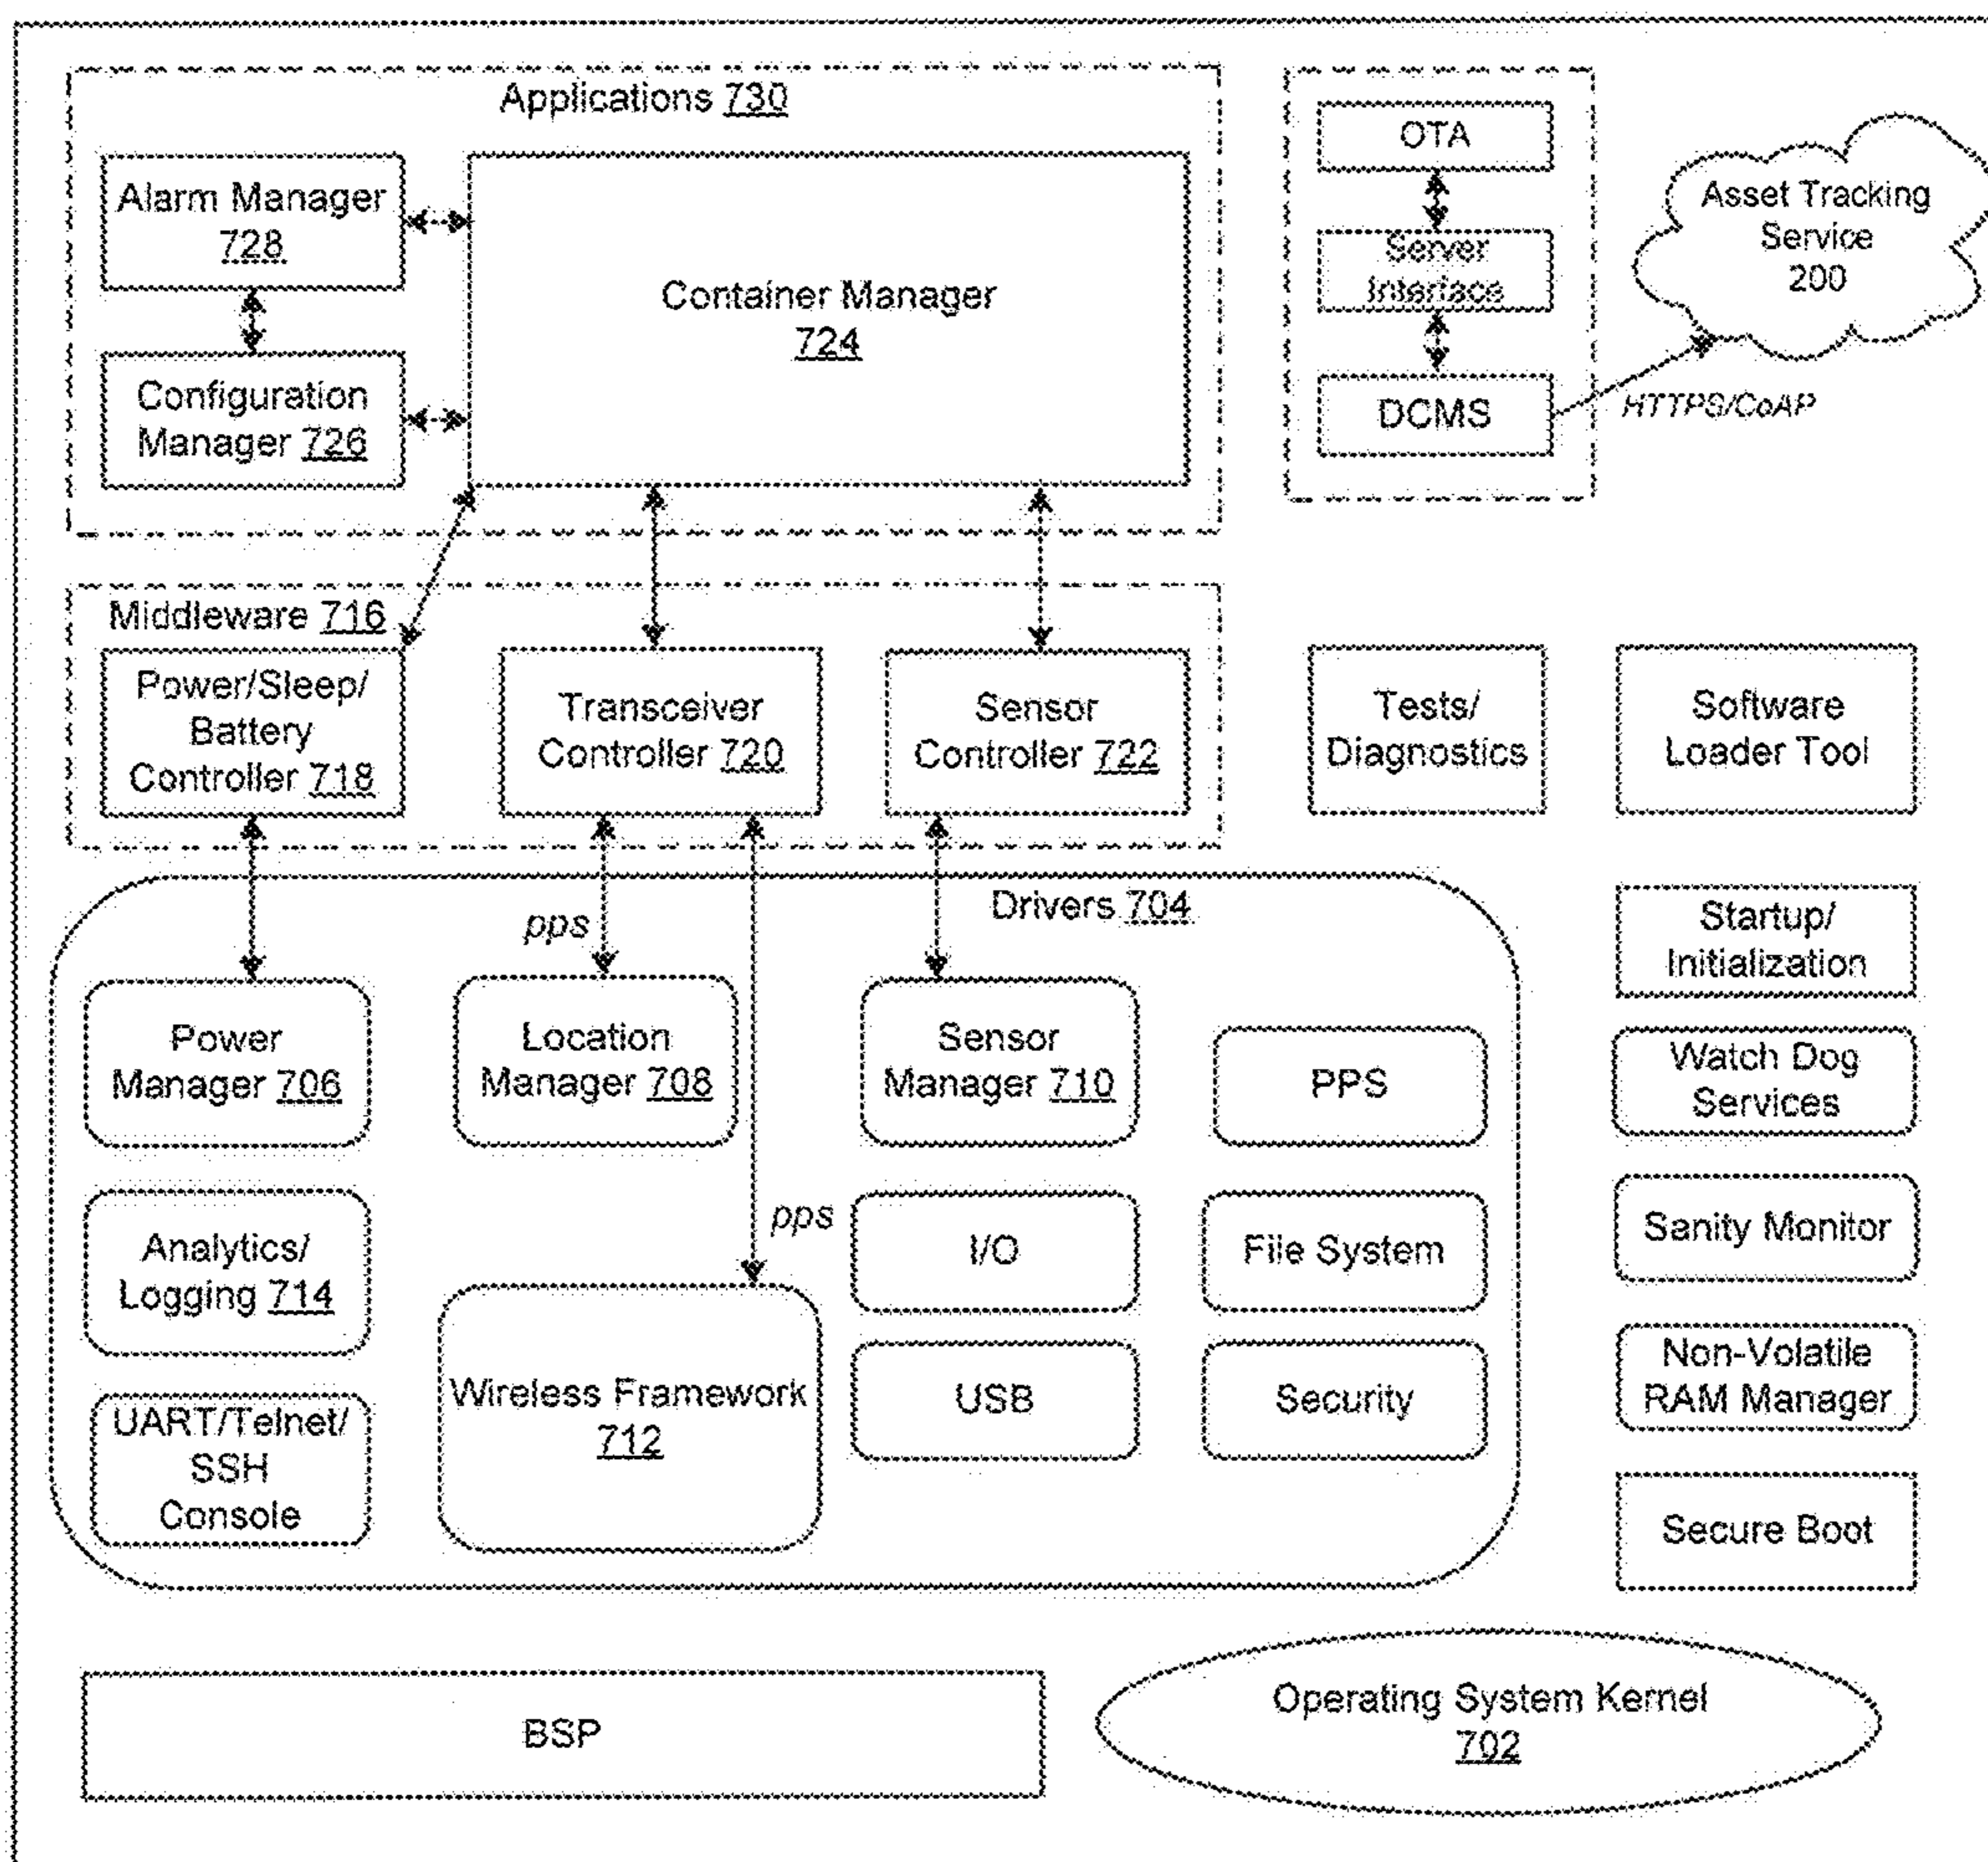 Applications 730
Alarm Manager
728
Container Manager
724
Configuration
Manager 726
OTA
Server
Interface
DCMS
Asset Tracking
Service
200
HTTPS/CoAP
Middleware 716
Power/Sleep/
Battery
Controller 718
Transceiver
Controller 720
Sensor
Controller 722
Tests/
Diagnostics
Software
Loader Tool
Drivers 704
pps
Power
Manager 706
Location
Manager 708
Sensor
Manager 710
PPS
Startup/
Initialization
Watch Dog
Services
Analytics/
Logging 714
pps
I/O
File System
Sanity Monitor
UART/Telnet/
SSH
Console
Wireless Framework
712
USB
Security
Non-Volatile
RAM Manager
Secure Boot
BSP
Operating System Kernel
702